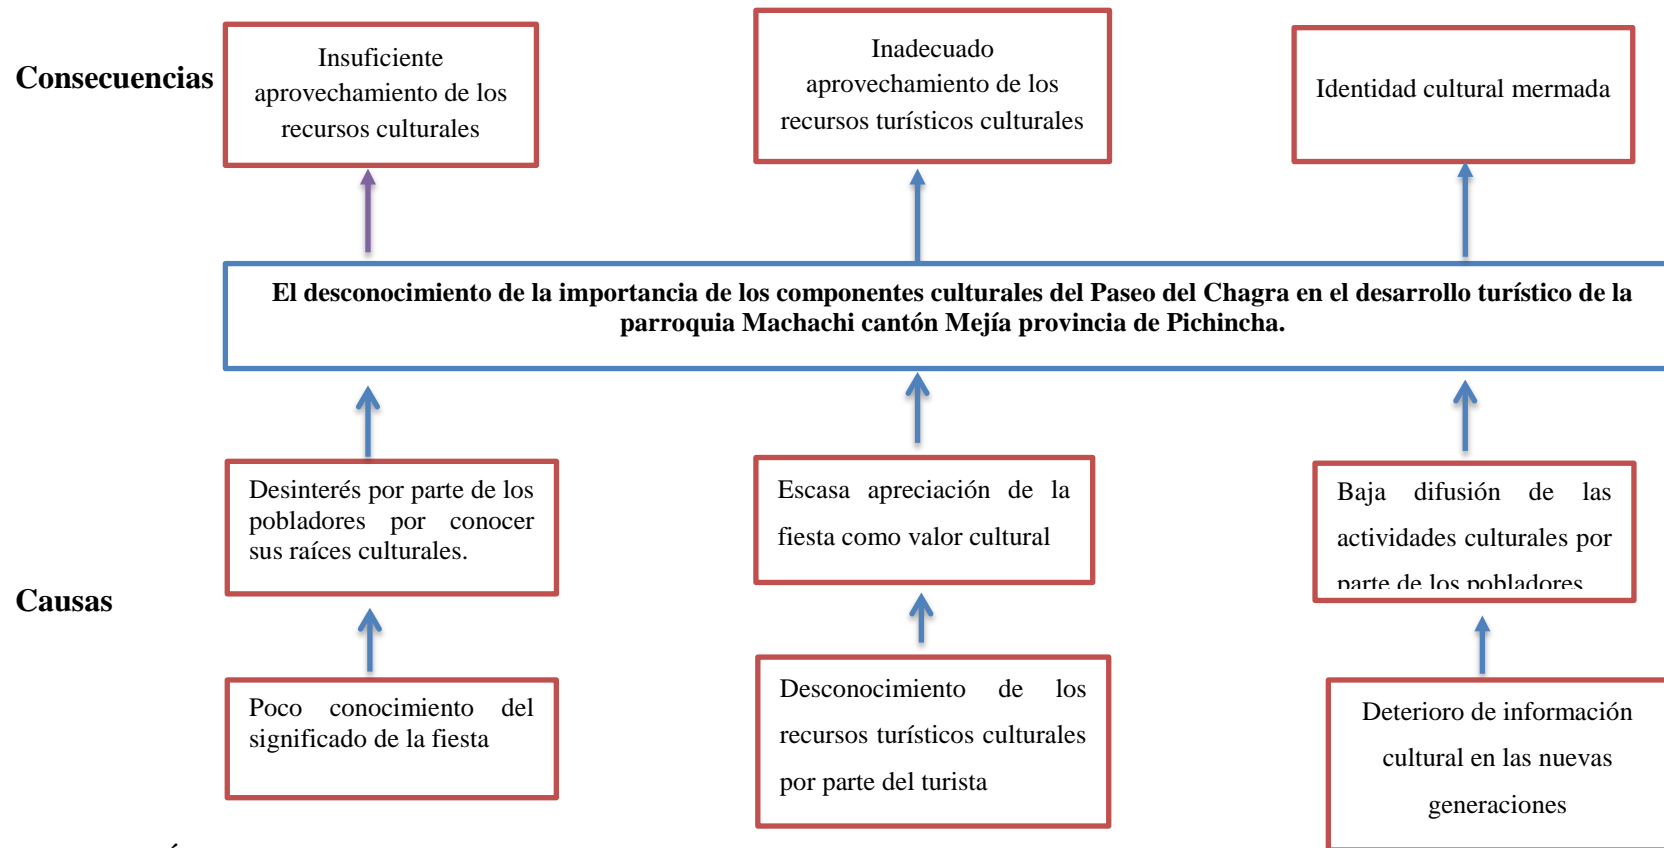 Consecuencias
Insuficiente
aprovechamiento de los
recursos culturales
Inadecuado
aprovechamiento de los
recursos turísticos culturales
Identidad cultural mermada
El desconocimiento de la importancia de los componentes culturales del Paseo del Chagra en el desarrollo turístico de la
parroquia Machachi cantón Mejía provincia de Pichincha.
Desinterés por parte de los
pobladores por conocer
sus raíces culturales.
Escasa apreciación de la
fiesta como valor cultural
Baja difusión de las
actividades culturales por
parte de los pobladores
Causas
Poco conocimiento del
significado de la fiesta
Desconocimiento de los
recursos turísticos culturales
por parte del turista
Deterioro de información
cultural en las nuevas
generaciones